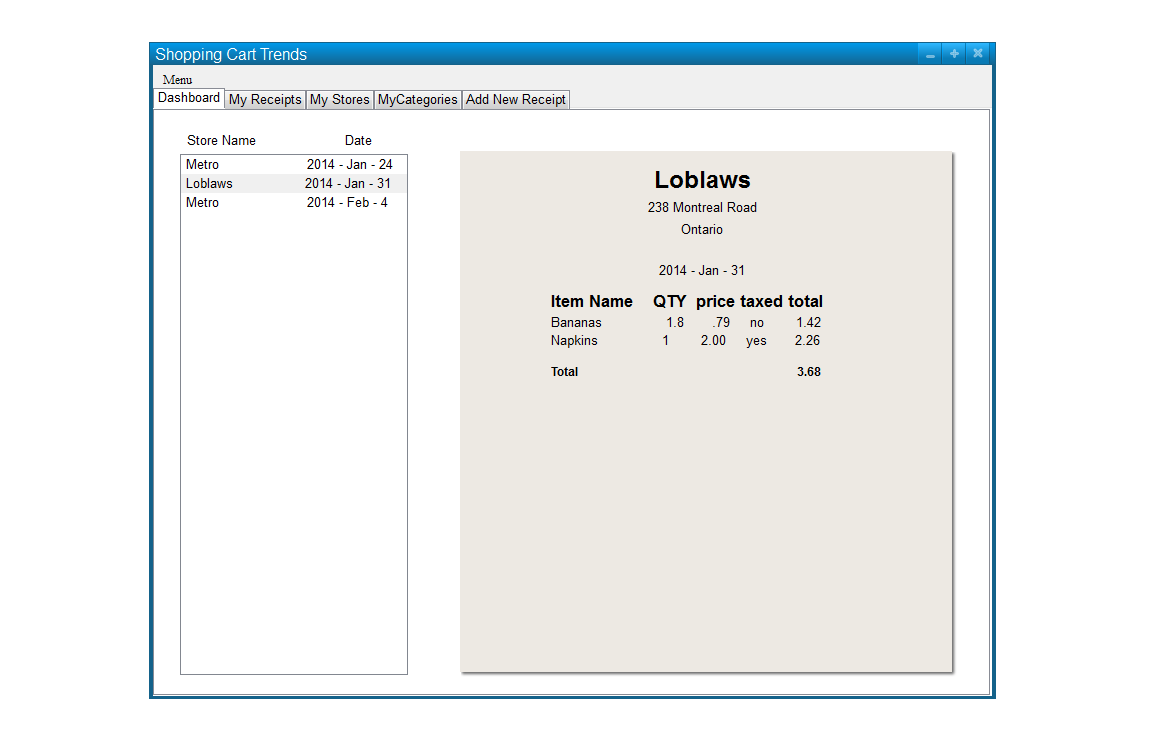 Shopping Cart Trends
Menu
Dashboard My Receipts My Stores MyCategories Add New Receipt
Store Name Date
Metro 2014 - Jan - 24
Loblaws 2014 - Jan - 31
Metro 2014 - Feb - 4
Loblaws
238 Montreal Road
Ontario
2014 - Jan - 31
Item Name QTY price taxed total
Bananas 1.8 .79 no 1.42
Napkins 1 2.00 yes 2.26
Total 3.68